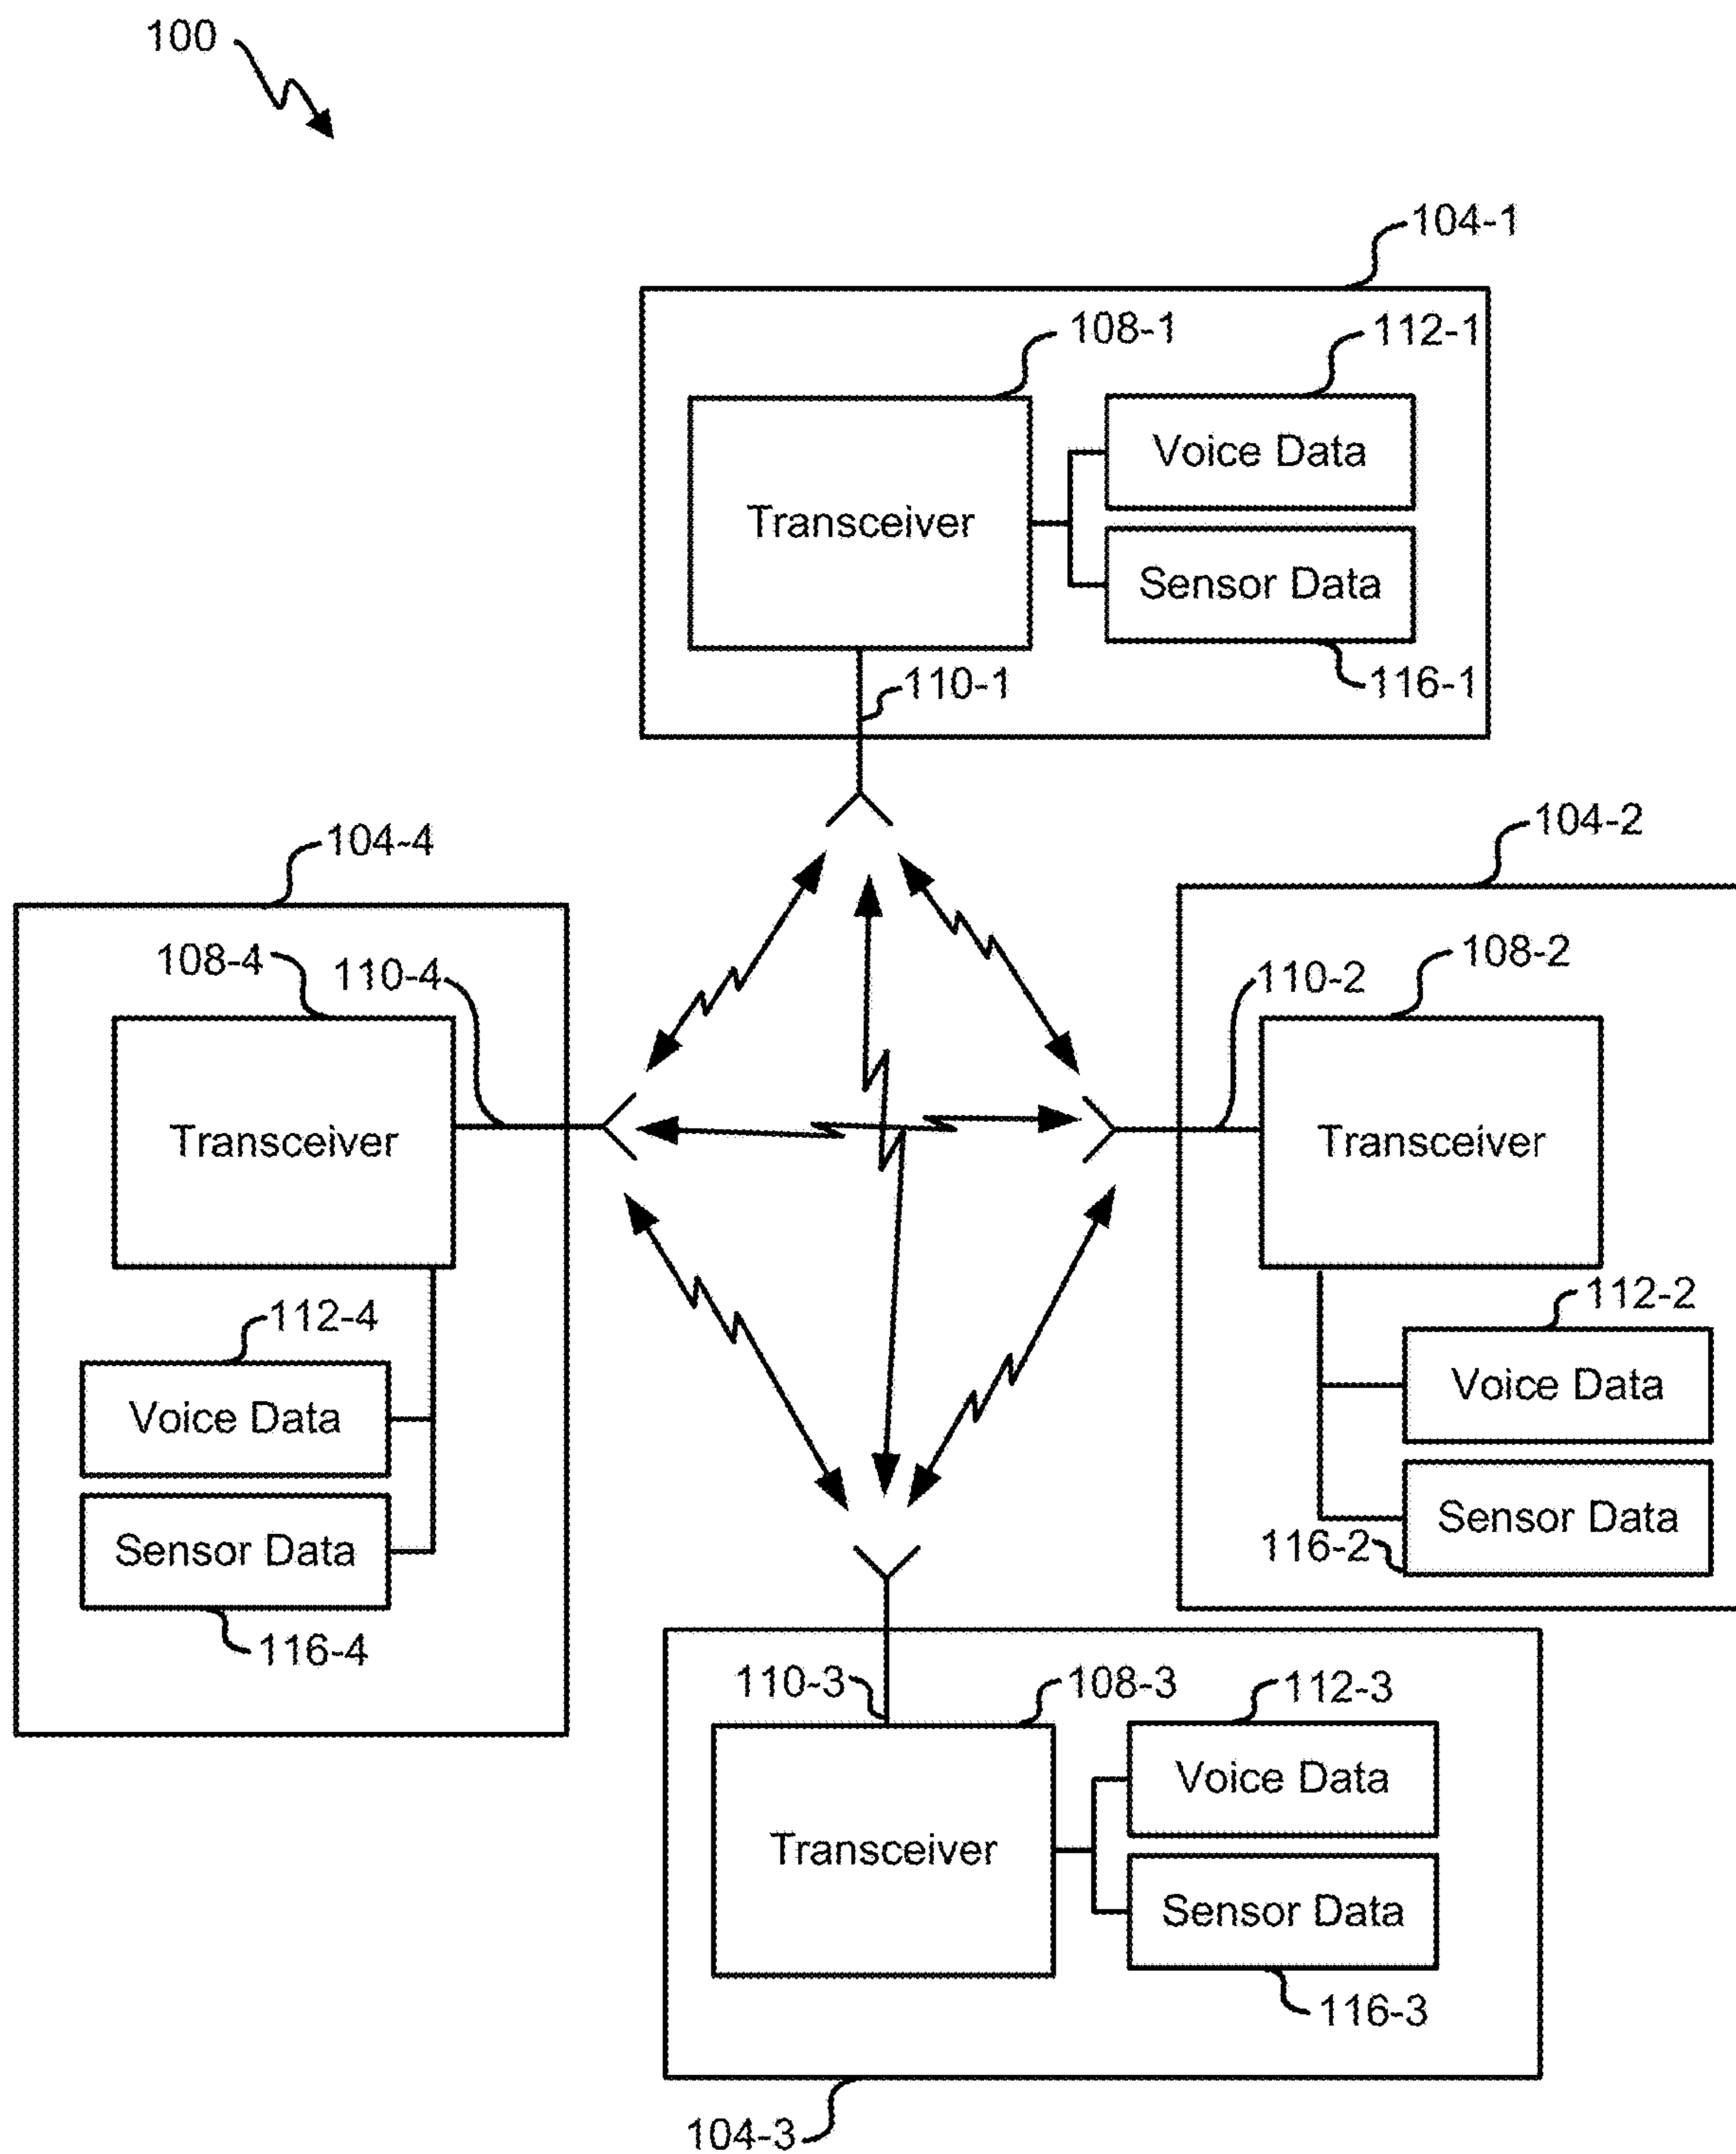 100
104-1
108-1
112-1
Voice Data
Transceiver
Sensor Data
110-1
116-1
104-4
108-4
110-4
Transceiver
112-4
Voice Data
Sensor Data
116-4
104-2
108-2
110-2
Transceiver
112-2
Voice Data
Sensor Data
116-2
110-3
108-3
112-3
Voice Data
Transceiver
Sensor Data
116-3
104-3